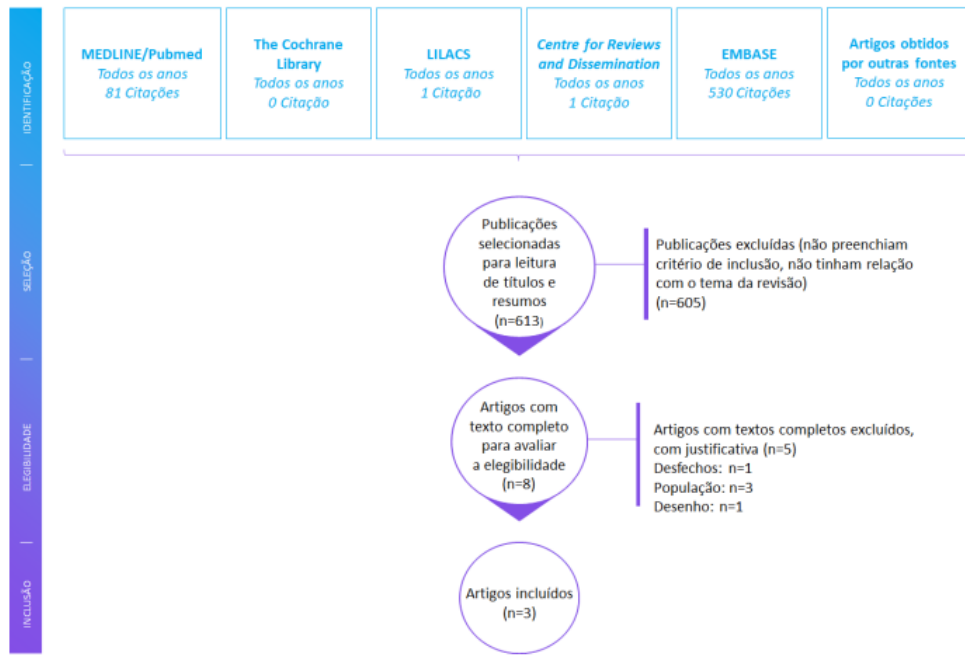 IDENTIFICAÇÃO
MEDLINE/Pubmed
Todos os anos
81 Citações
The Cochrane
Library
Todos os anos
0 Citação
LILACS
Todos os anos
1 Citação
Centre for Reviews
and Dissemination
Todos os anos
1 Citação
EMBASE
Todos os anos
530 Citações
Artigos obtidos
por outras fontes
Todos os anos
0 Citações
SELEÇÃO
Publicações
selecionadas
para leitura
de títulos e
resumos
(n=613)
Publicações excluídas (não preenchiam
critério de inclusão, não tinham relação
com o tema da revisão)
(n=605)
ELEGIBILIDADE
Artigos com
texto completo
para avaliar
a elegibilidade
(n=8)
Artigos com textos completos excluídos,
com justificativa (n=5)
Desfechos: n=1
População: n=3
Desenho: n=1
INCLUSÃO
Artigos incluídos
(n=3)